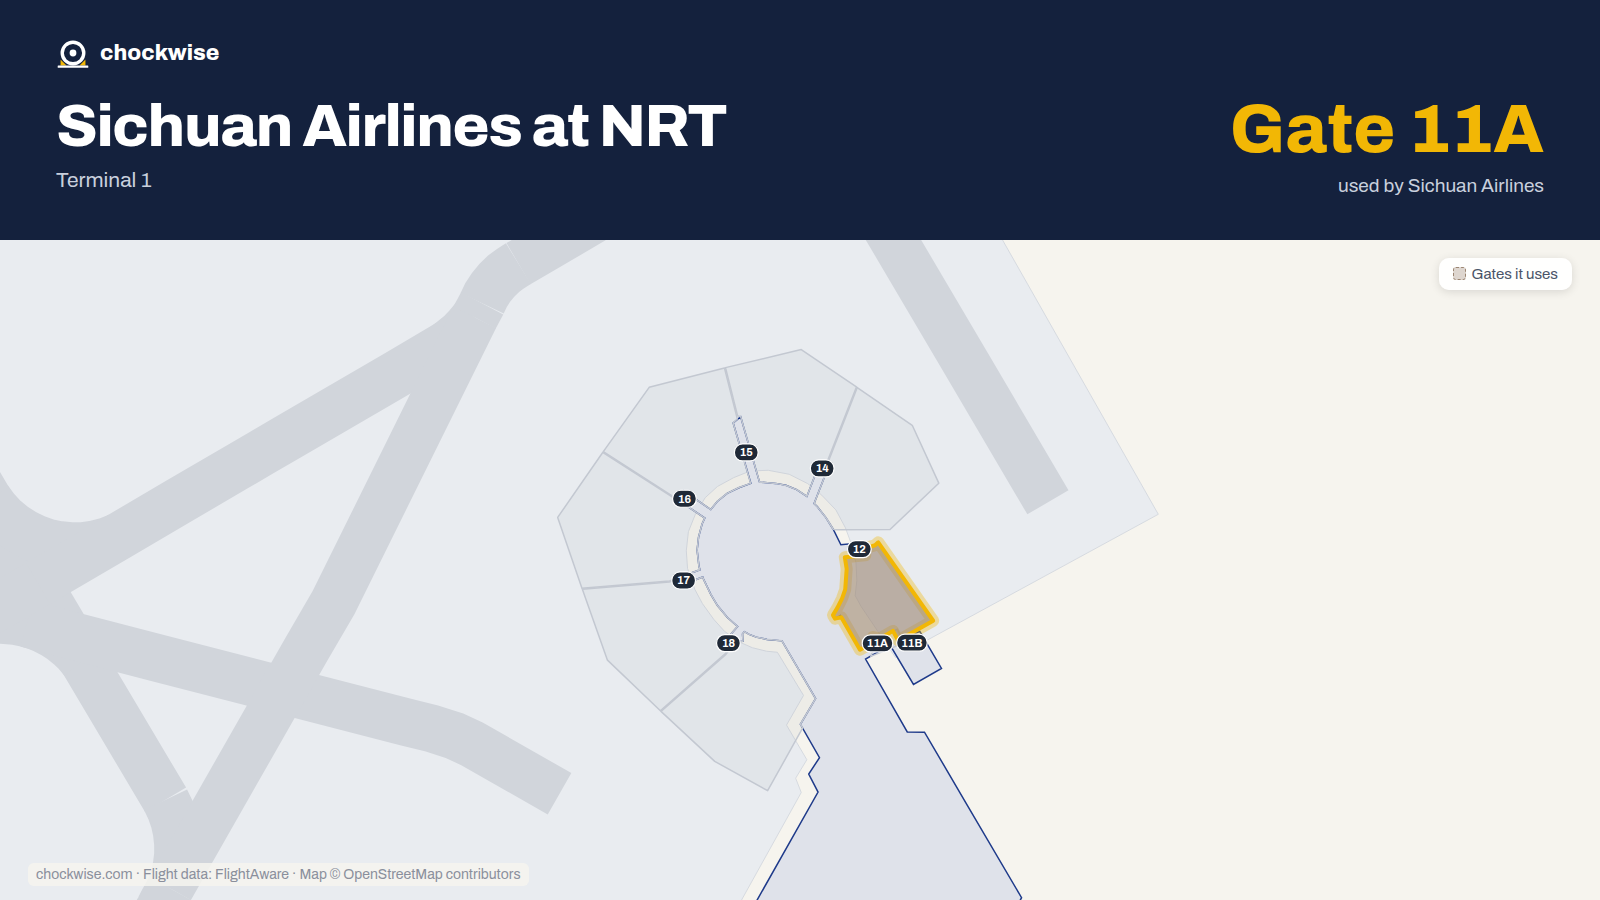 chockwise
Sichuan Airlines at NRT
Terminal 1
Gate 11A
used by Sichuan Airlines
Gates it uses
15
14
16
12
17
18
11A
11B
chockwise.com · Flight data: FlightAware · Map © OpenStreetMap contributors